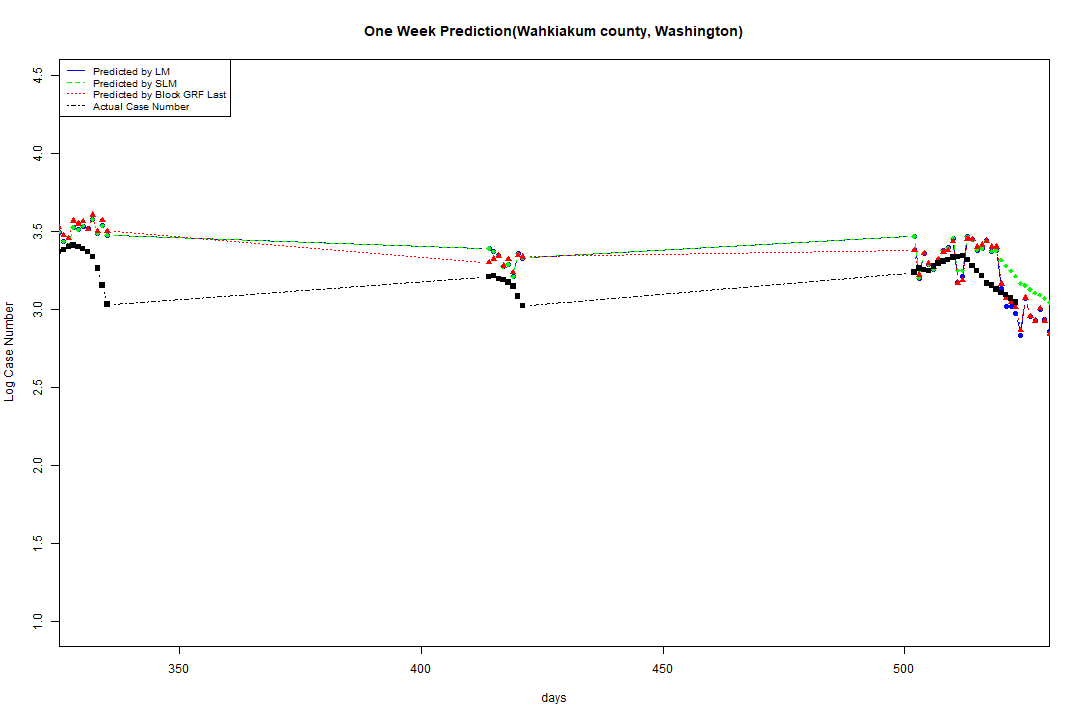 One Week Prediction(Wahkiakum county, Washington)
Predicted by LM
Predicted by SLM
Predicted by Block GRF Last
Actual Case Number
4.5
4.0
3.5
3.0
2.5
2.0
1.5
1.0
Log Case Number
350
400
450
500
days